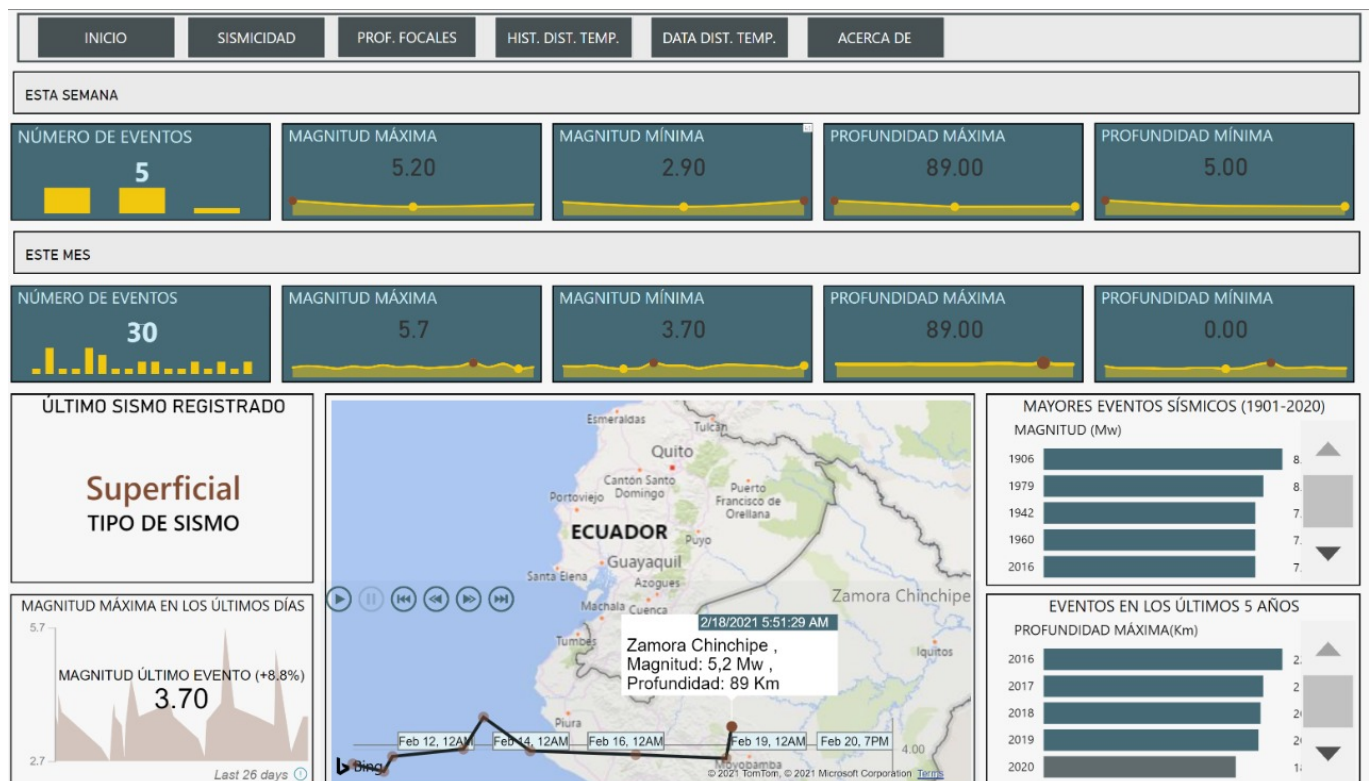 INICIO
SISMICIDAD
PROF. FOCALES
HIST. DIST. TEMP.
DATA DIST. TEMP.
ACERCA DE
ESTA SEMANA
NÚMERO DE EVENTOS
5
MAGNITUD MÁXIMA
5.20
MAGNITUD MÍNIMA
2.90
PROFUNDIDAD MÁXIMA
89.00
PROFUNDIDAD MÍNIMA
5.00
ESTE MES
NÚMERO DE EVENTOS
30
MAGNITUD MÁXIMA
5.7
MAGNITUD MÍNIMA
3.70
PROFUNDIDAD MÁXIMA
89.00
PROFUNDIDAD MÍNIMA
0.00
ÚLTIMO SISMO REGISTRADO
Superficial
TIPO DE SISMO
MAGNITUD MÁXIMA EN LOS ÚLTIMOS DÍAS
5.7
MAGNITUD ÚLTIMO EVENTO (+8.8%)
3.70
2.7
Last 26 days
Esmeraldas
Tulcán
Quito
Cantón Santo
Domingo
Portoviejo
Puerto
Francisco de
Orellana
ECUADOR
Puyo
Guayaquil
Santa Elena
Azogues
Machala
Cuenca
Zamora Chinchipe
Tumbes
Iquitos
2/18/2021 5:51:29 AM
Zamora Chinchipe ,
Magnitud: 5,2 Mw ,
Profundidad: 89 Km
Piura
Feb 12, 12AM
Feb 14, 12AM
Feb 16, 12AM
Feb 19, 12AM
Feb 20, 7PM
4.00
Moyobamba
Bing
© 2021 TomTom, © 2021 Microsoft Corporation Terms
MAYORES EVENTOS SÍSMICOS (1901-2020)
MAGNITUD (Mw)
1906
8.
1979
8.
1942
7.
1960
7.
2016
7.
EVENTOS EN LOS ÚLTIMOS 5 AÑOS
PROFUNDIDAD MÁXIMA(Km)
2016
2017
2018
2019
2020